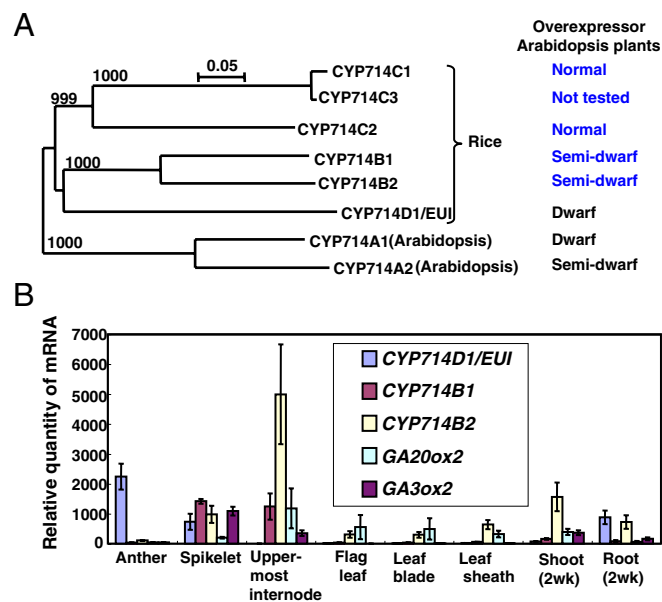 A
Overexpressor
Arabidopsis plants
1000
0.05
CYP714C1
Normal
999
CYP714C3
Not tested
CYP714C2
Normal
Rice
1000
CYP714B1
Semi-dwarf
CYP714B2
Semi-dwarf
CYP714D1/EUI
Dwarf
1000
CYP714A1(Arabidopsis)
Dwarf
CYP714A2(Arabidopsis)
Semi-dwarf
B
Relative quantity of mRNA
7000
6000
5000
4000
3000
2000
1000
0
CYP714D1/EUI
CYP714B1
CYP714B2
GA20ox2
GA3ox2
Anther
Spikelet
Upper-
most
internode
Flag
leaf
Leaf
blade
Leaf
sheath
Shoot
(2wk)
Root
(2wk)